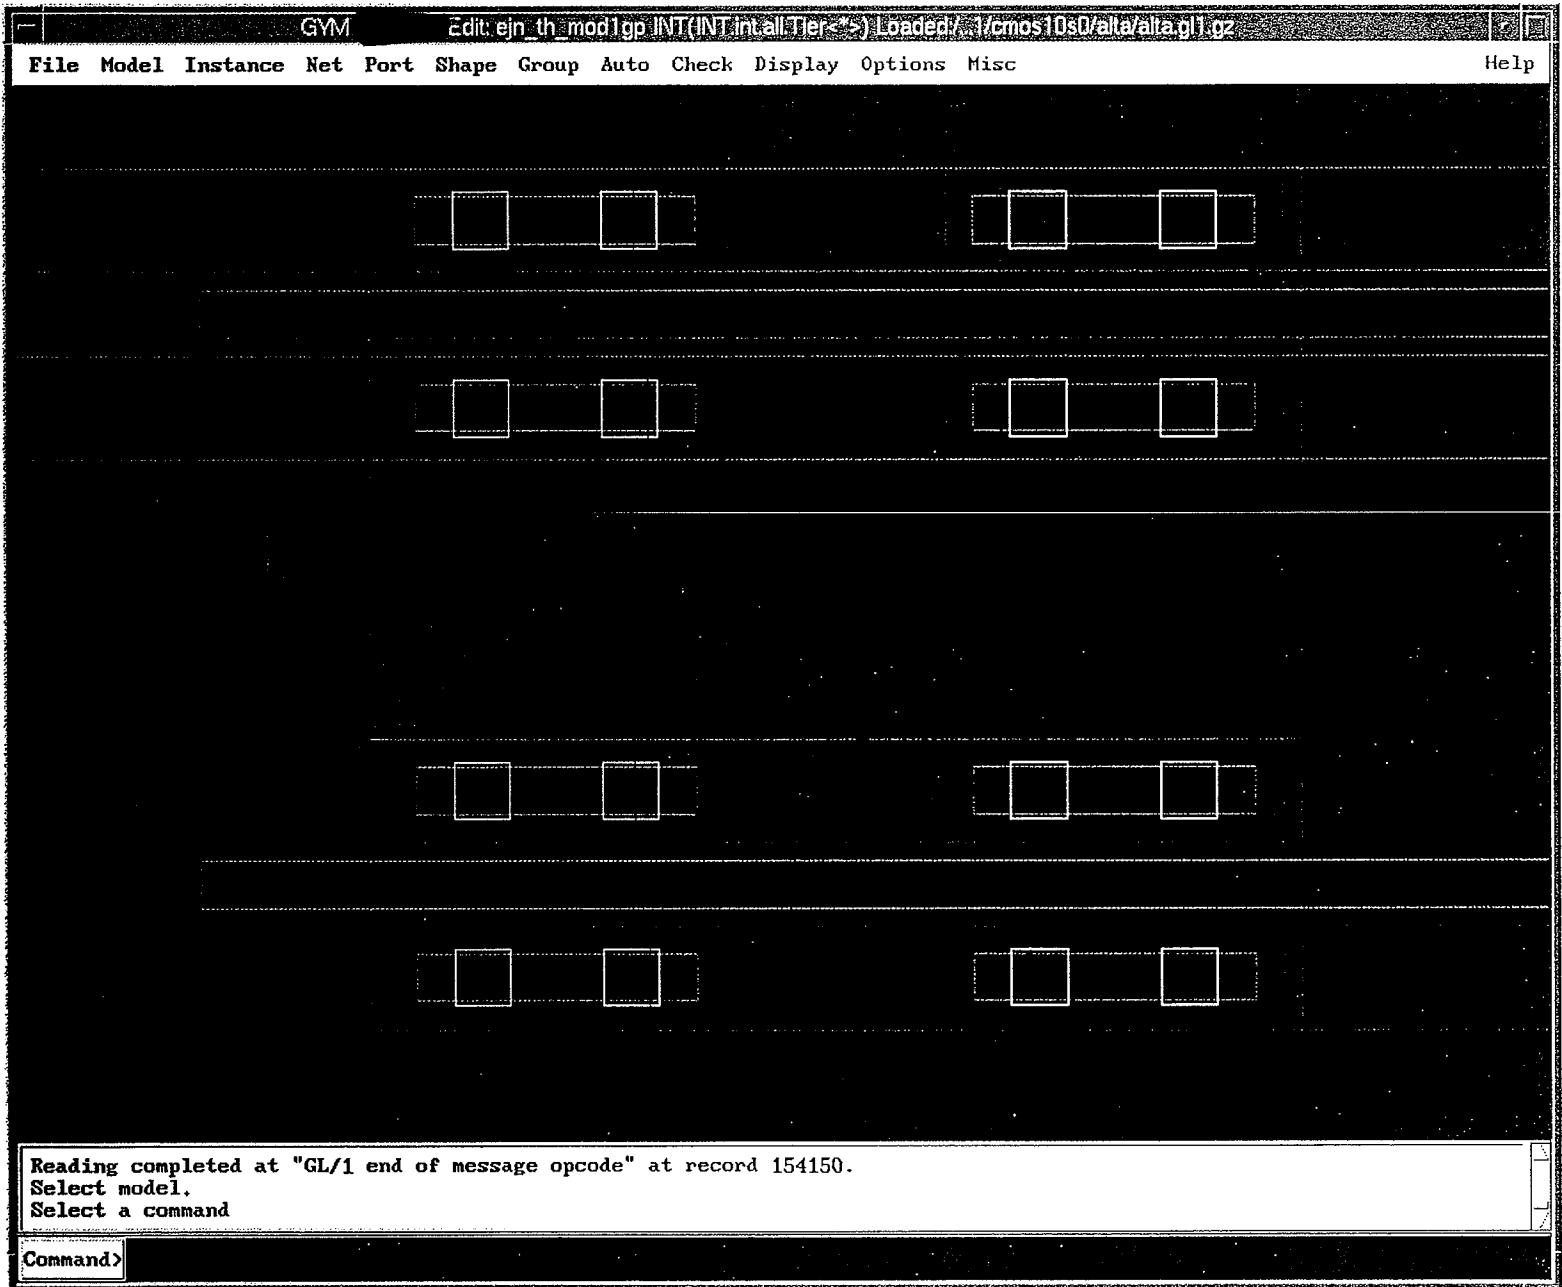 GYM Edit: ejn_th_mod1gp INT(INT.int.all.Tier<*>) Loaded/...1/cmos10s0/alta/alta.gl1.gz
File Model Instance Net Port Shape Group Auto Check Display Options Misc Help
Reading completed at "GL/1 end of message opcode" at record 154150.
Select model.
Select a command
Command>